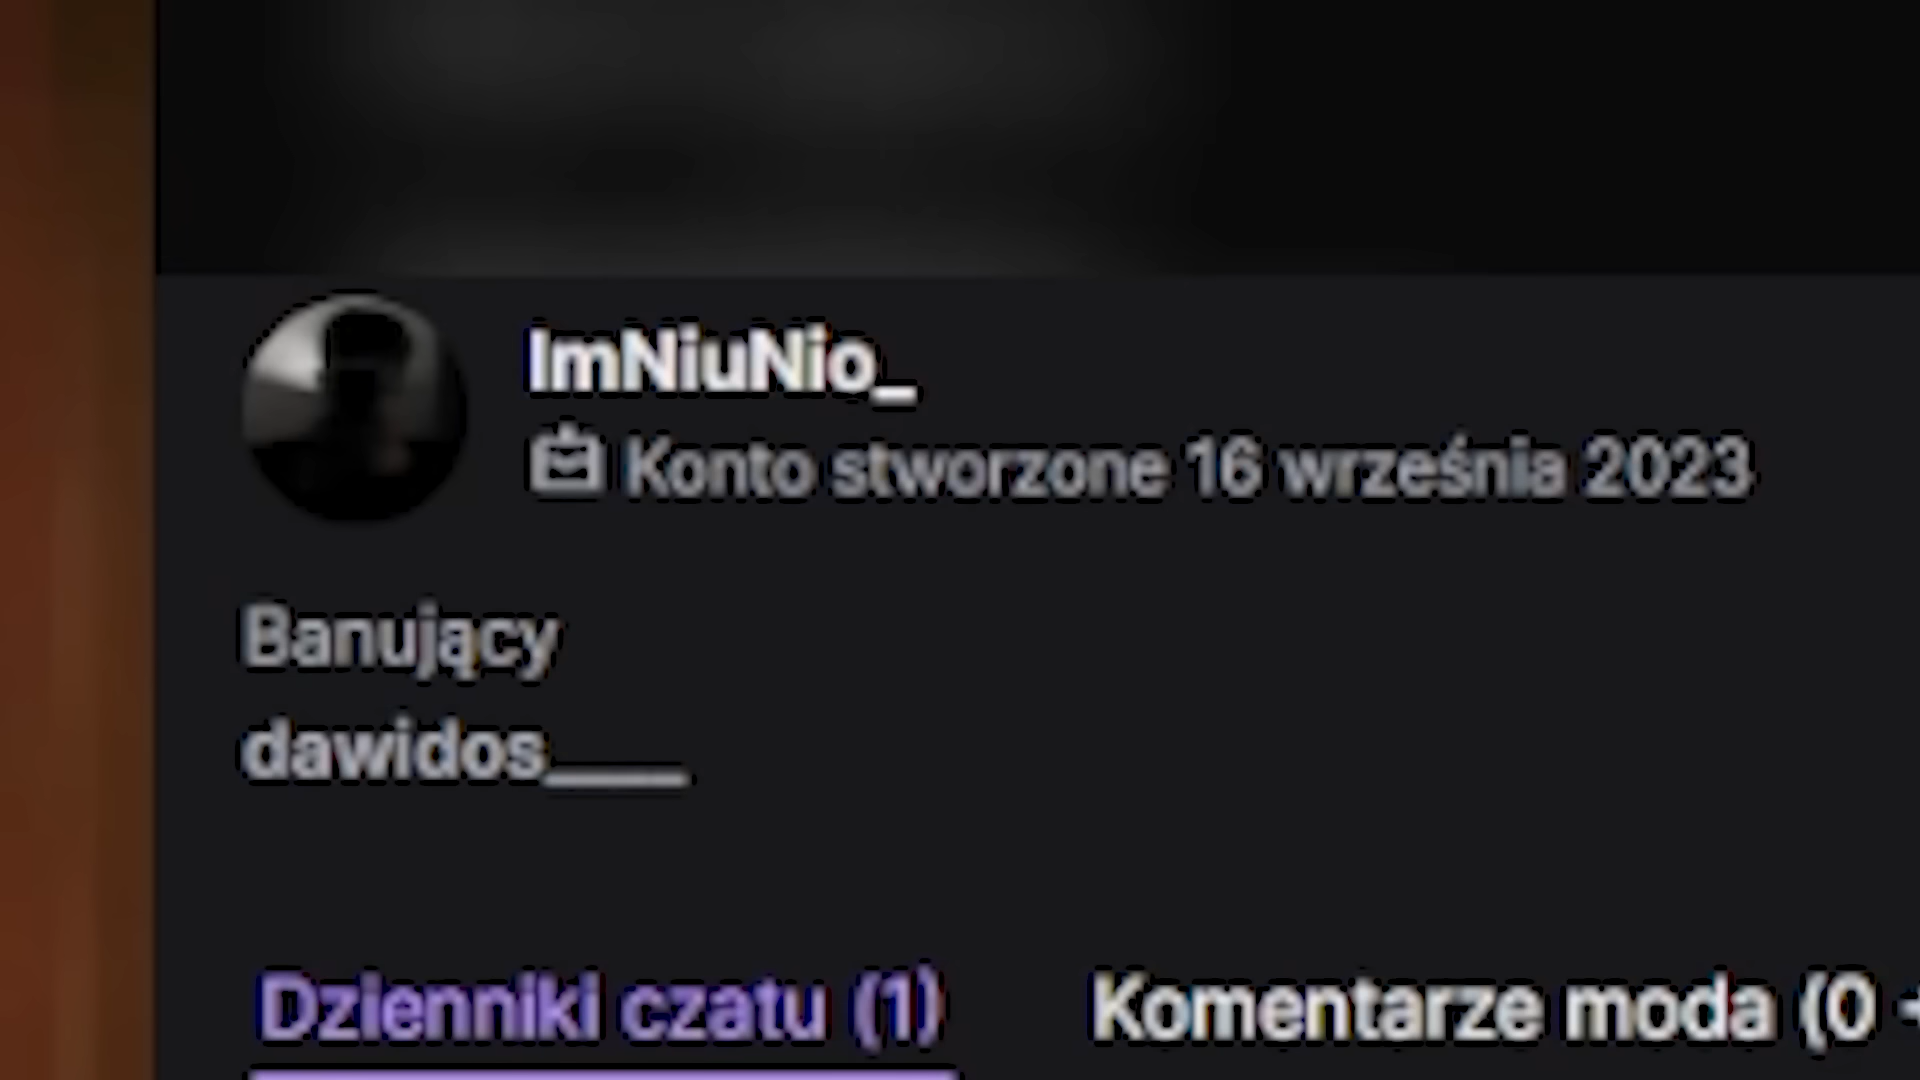 ImNiuNio_
Konto stworzone 16 września 2023
Banujący
dawidos____
Dzienniki czatu (1)
Komentarze moda (0